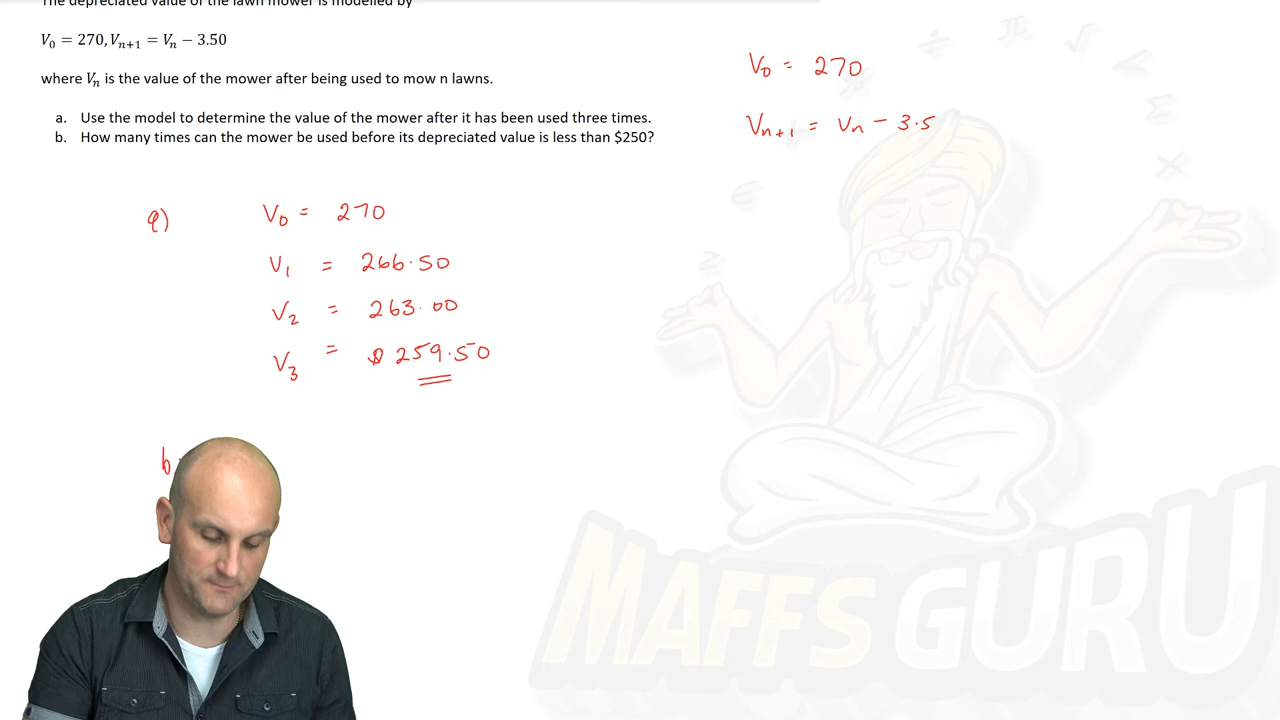 The depreciated value of the lawn mower is modelled by
V₀ = 270, Vₙ₊₁ = Vₙ − 3.50
where Vₙ is the value of the mower after being used to mow n lawns.
a. Use the model to determine the value of the mower after it has been used three times.
b. How many times can the mower be used before its depreciated value is less than $250?
V₀ = 270
Vₙ₊₁ = Vₙ − 3.5
a) V₀ = 270
V₁ = 266.50
V₂ = 263.00
V₃ = $259.50
b
MAFFS GURU